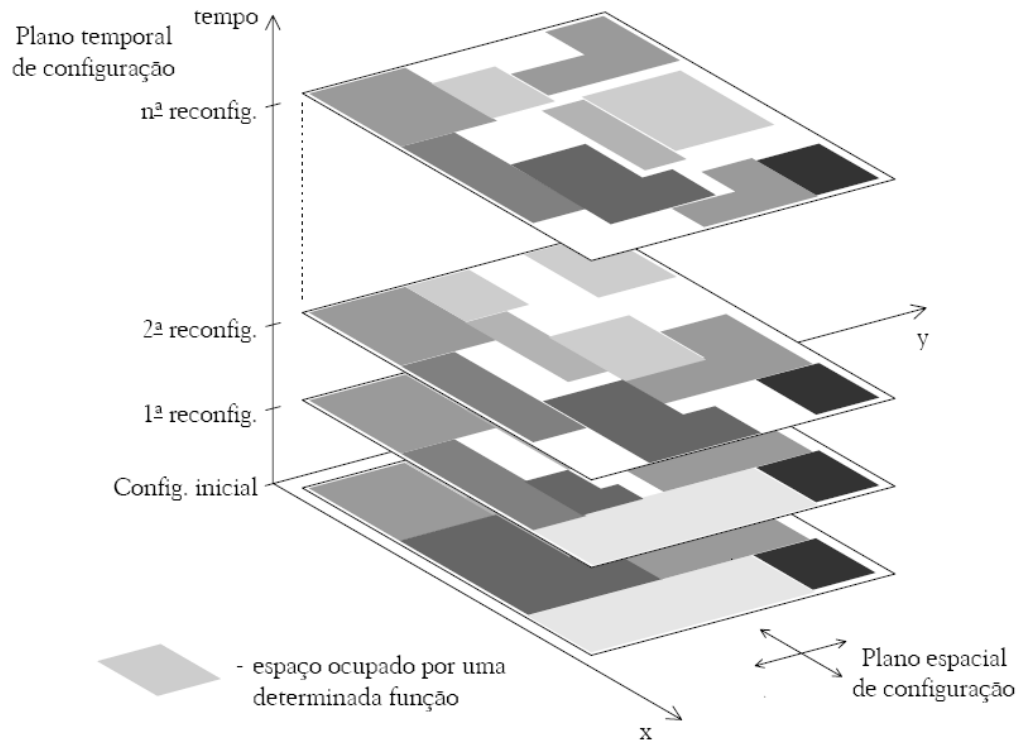 tempo
Plano temporal
de configuração
nª reconfig.
2ª reconfig.
y
1ª reconfig.
Config. inicial
- espaço ocupado por uma
determinada função
Plano espacial
de configuração
x